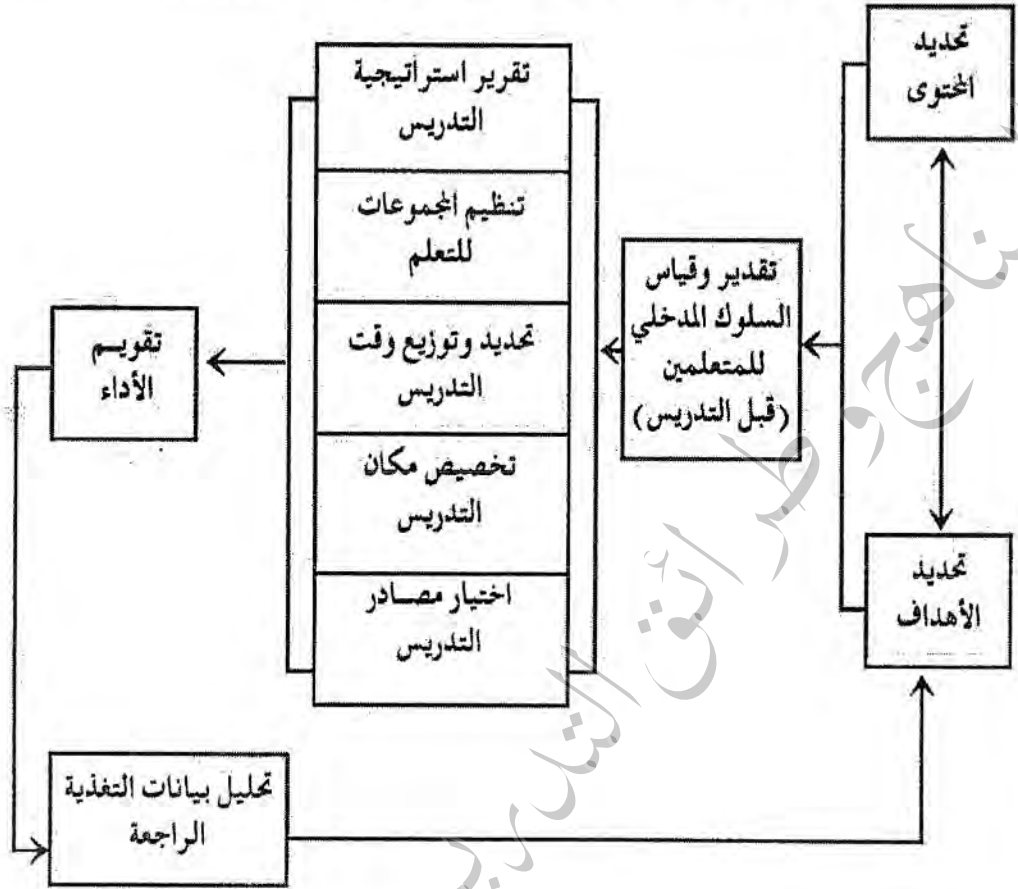 تحديد
المحتوى
تحديد
الأهداف
تقدير وقياس
السلوك المدخلي
للمتعلمين
(قبل التدريس)
تقرير استراتيجية
التدريس
تنظيم المجموعات
للتعلم
تحديد وتوزيع وقت
التدريس
تخصيص مكان
التدريس
اختيار مصادر
التدريس
تقويم
الأداء
تحليل بيانات التغذية
الراجعة
وطرائق